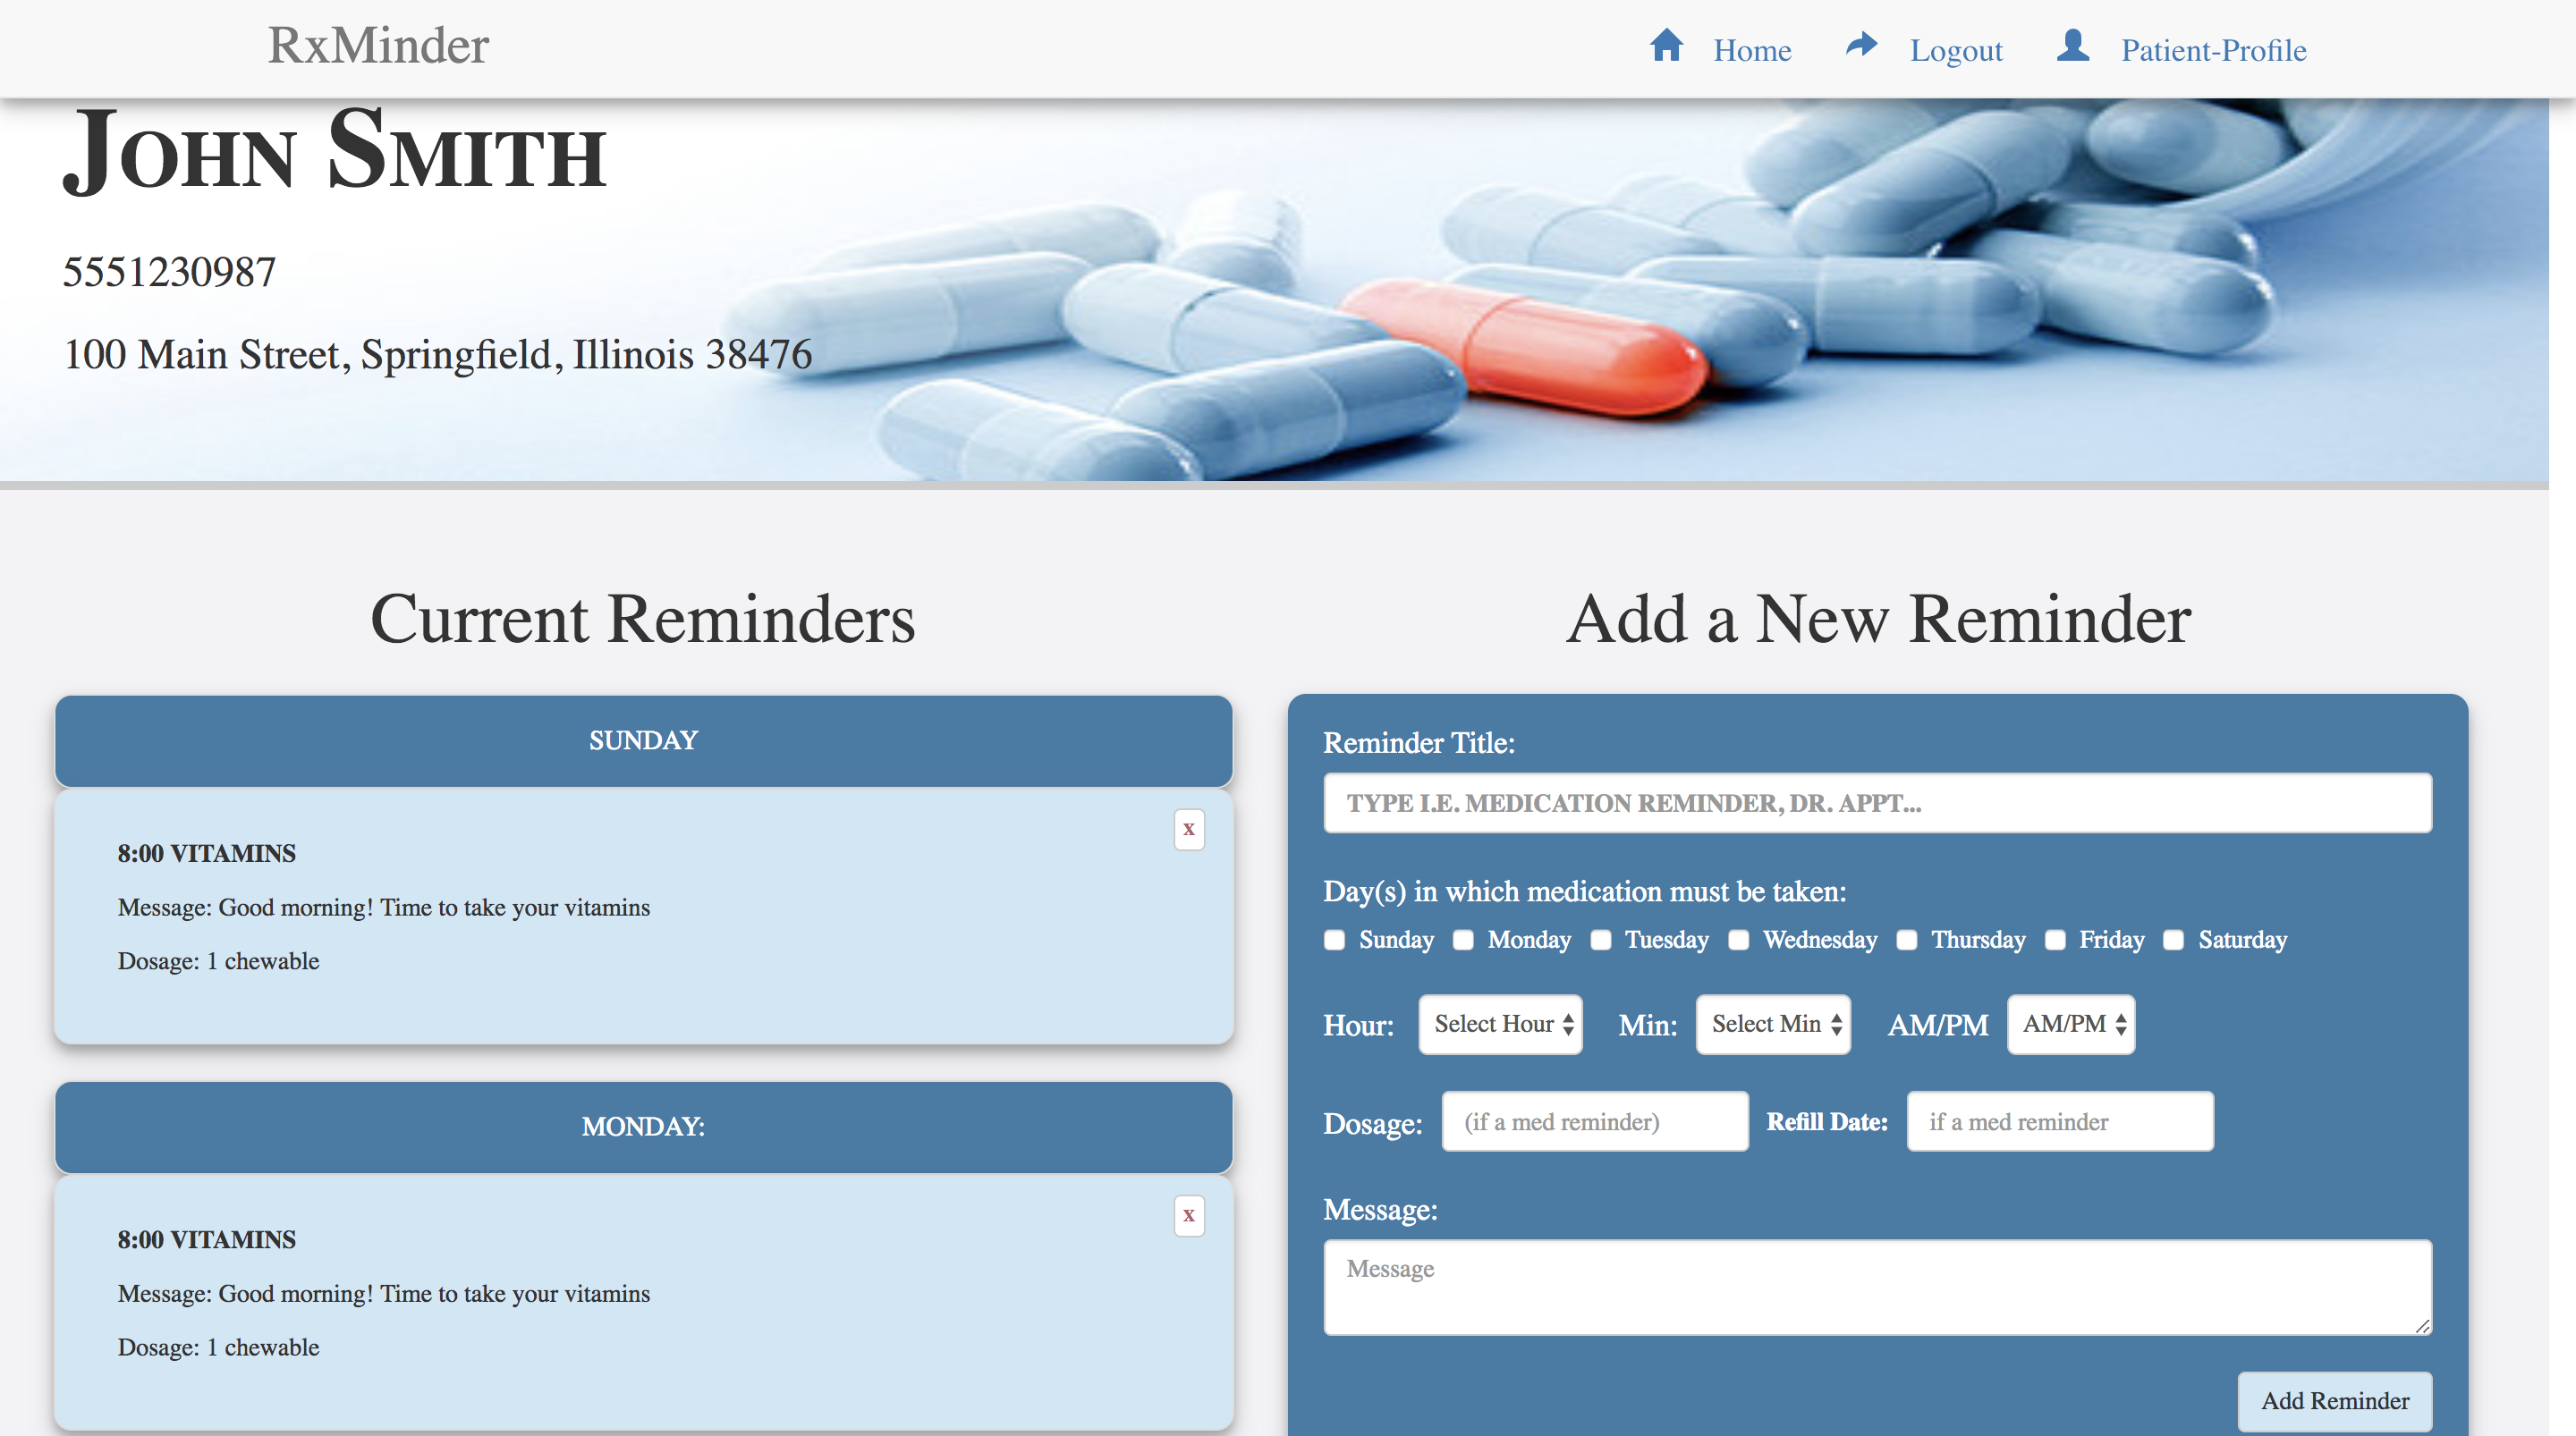 RxMinder
Home Logout Patient-Profile
John Smith
5551230987
100 Main Street, Springfield, Illinois 38476
Current Reminders
SUNDAY
x
8:00 VITAMINS
Message: Good morning! Time to take your vitamins
Dosage: 1 chewable
MONDAY:
x
8:00 VITAMINS
Message: Good morning! Time to take your vitamins
Dosage: 1 chewable
Add a New Reminder
Reminder Title:
TYPE I.E. MEDICATION REMINDER, DR. APPT...
Day(s) in which medication must be taken:
Sunday Monday Tuesday Wednesday Thursday Friday Saturday
Hour: Select Hour Min: Select Min AM/PM AM/PM
Dosage: (if a med reminder) Refill Date: if a med reminder
Message:
Message
Add Reminder